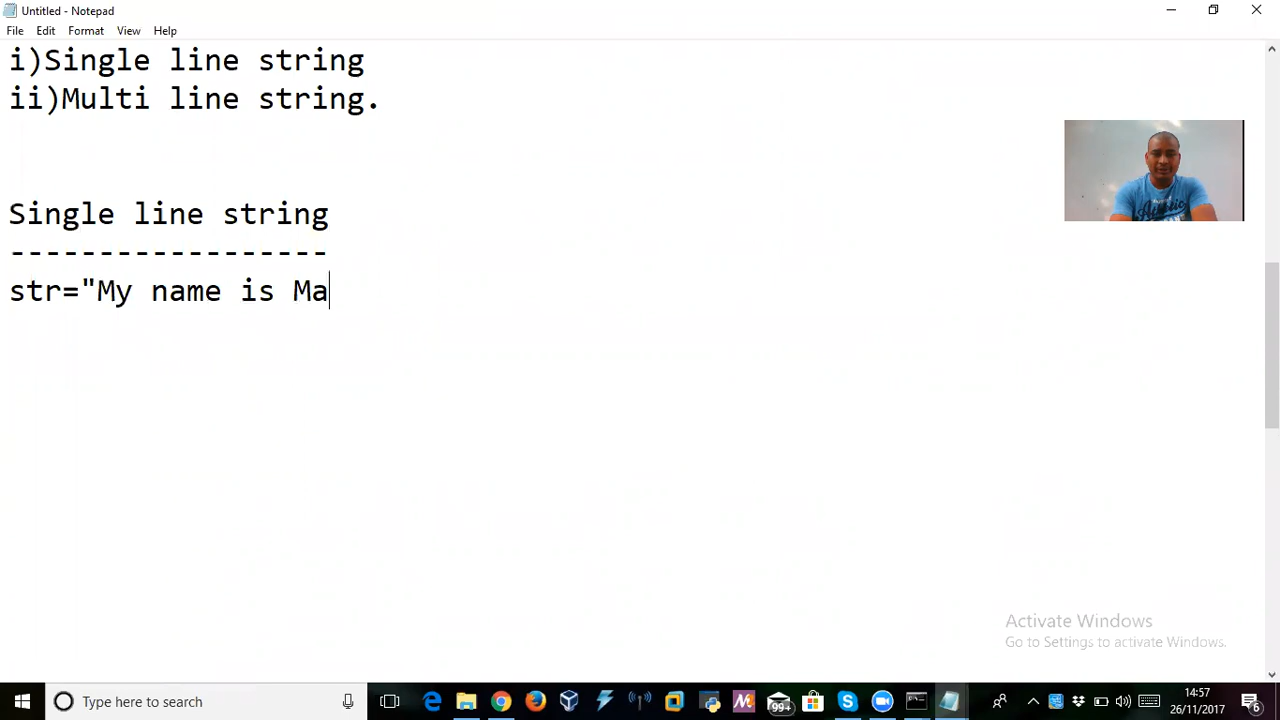 Untitled - Notepad
File Edit Format View Help
i)Single line string
ii)Multi line string.
Single line string
------------------
str="My name is Ma
Activate Windows
Go to Settings to activate Windows.
Type here to search
99+
14:57
26/11/2017
6